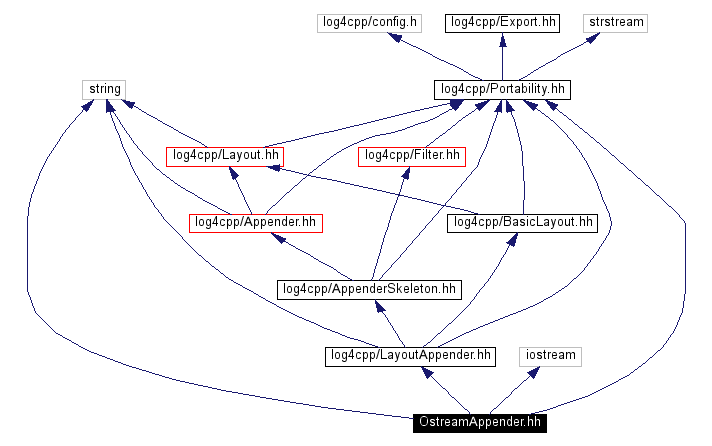 log4cpp/config.h
log4cpp/Export.hh
strstream
string
log4cpp/Portability.hh
log4cpp/Layout.hh
log4cpp/Filter.hh
log4cpp/Appender.hh
log4cpp/BasicLayout.hh
log4cpp/AppenderSkeleton.hh
log4cpp/LayoutAppender.hh
iostream
OstreamAppender.hh